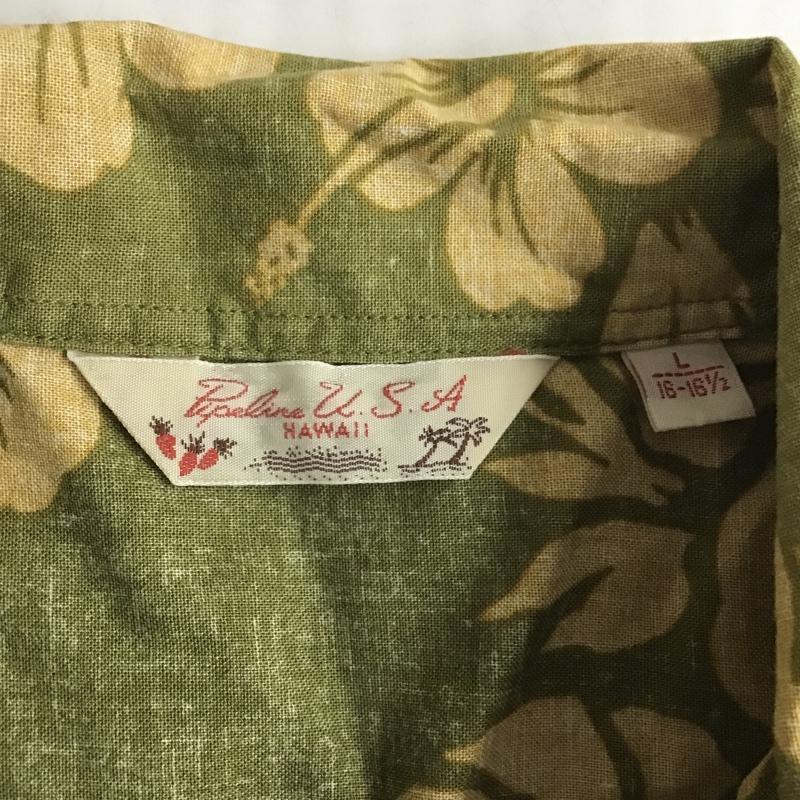 Pipeline U.S.A
HAWAII
L
16-16½